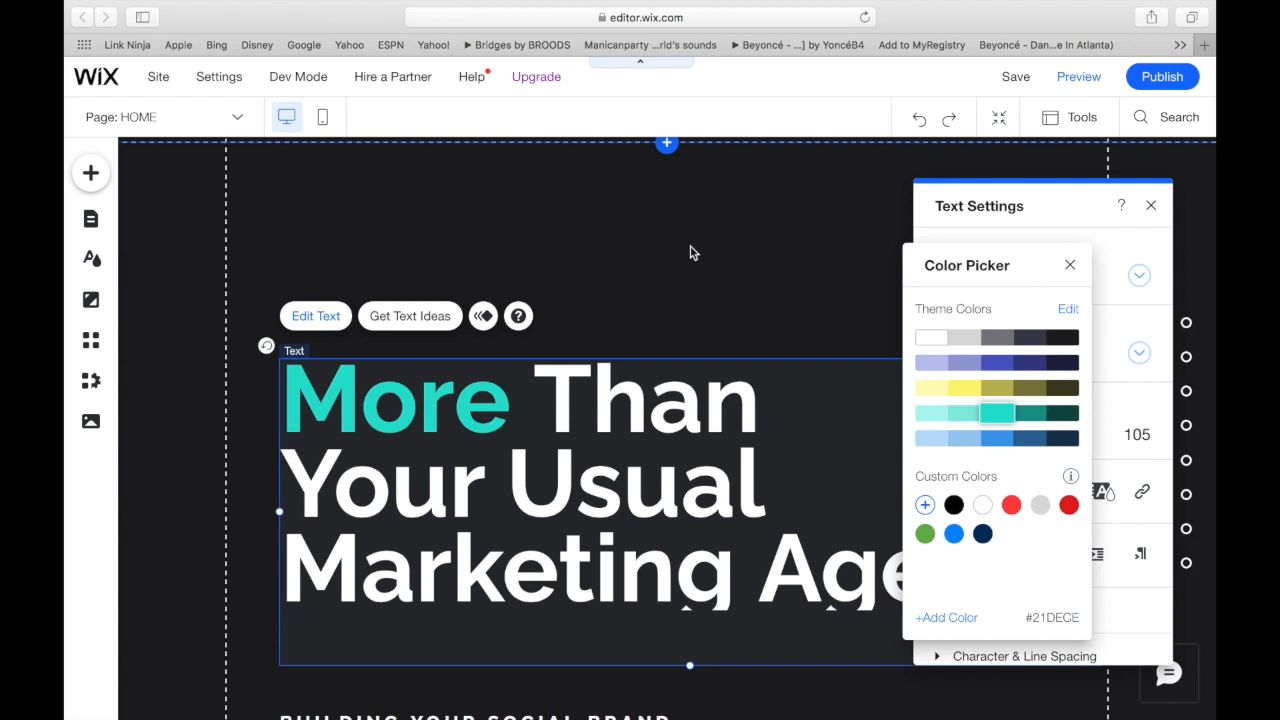 editor.wix.com
Link Ninja Apple Bing Disney Google Yahoo ESPN Yahoo! ▶ Bridges by BROODS Manicanparty ...rld's sounds ▶ Beyoncé - ...] by YoncéB4 Add to MyRegistry Beyoncé - Dan...e In Atlanta) >>
WiX Site Settings Dev Mode Hire a Partner Help Upgrade Save Preview Publish
Page: HOME Tools Search
Text Settings ?
Color Picker
Theme Colors Edit
Edit Text Get Text Ideas ?
Text
More Than
Your Usual
Marketing Age
105
Custom Colors
+Add Color #21DECE
Character & Line Spacing
BUILDING YOUR SOCIAL BRAND